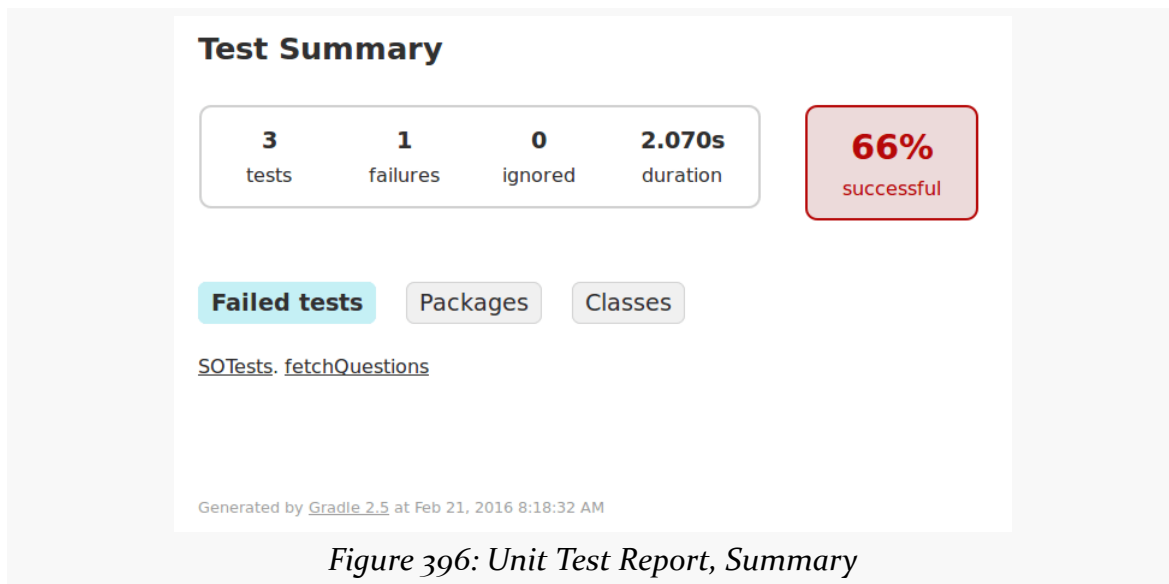 Test Summary
3 1 0 2.070s
tests failures ignored duration
66%
successful
Failed tests Packages Classes
SOTests. fetchQuestions
Generated by Gradle 2.5 at Feb 21, 2016 8:18:32 AM
Figure 396: Unit Test Report, Summary